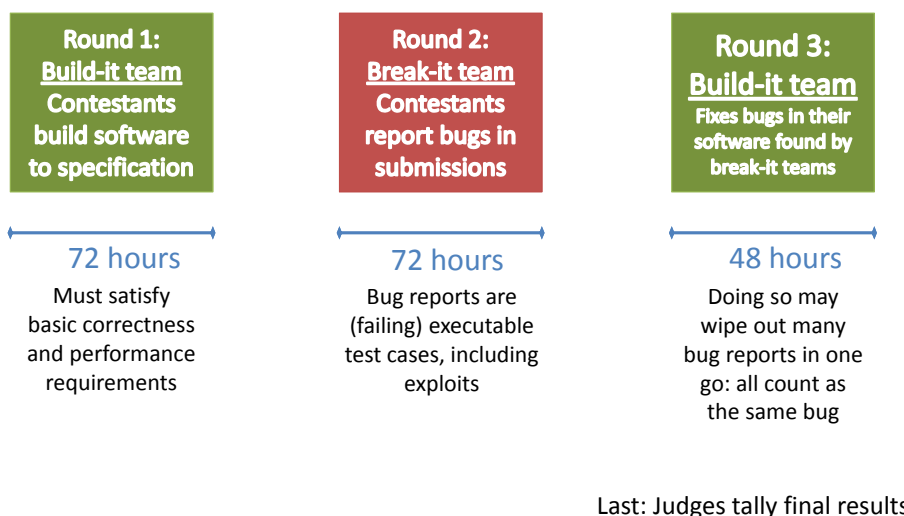 Round 1:
Build-it team
Contestants
build software
to specification
72 hours
Must satisfy
basic correctness
and performance
requirements
Round 2:
Break-it team
Contestants
report bugs in
submissions
72 hours
Bug reports are
(failing) executable
test cases, including
exploits
Round 3:
Build-it team
Fixes bugs in their
software found by
break-it teams
48 hours
Doing so may
wipe out many
bug reports in one
go: all count as
the same bug
Last: Judges tally final results